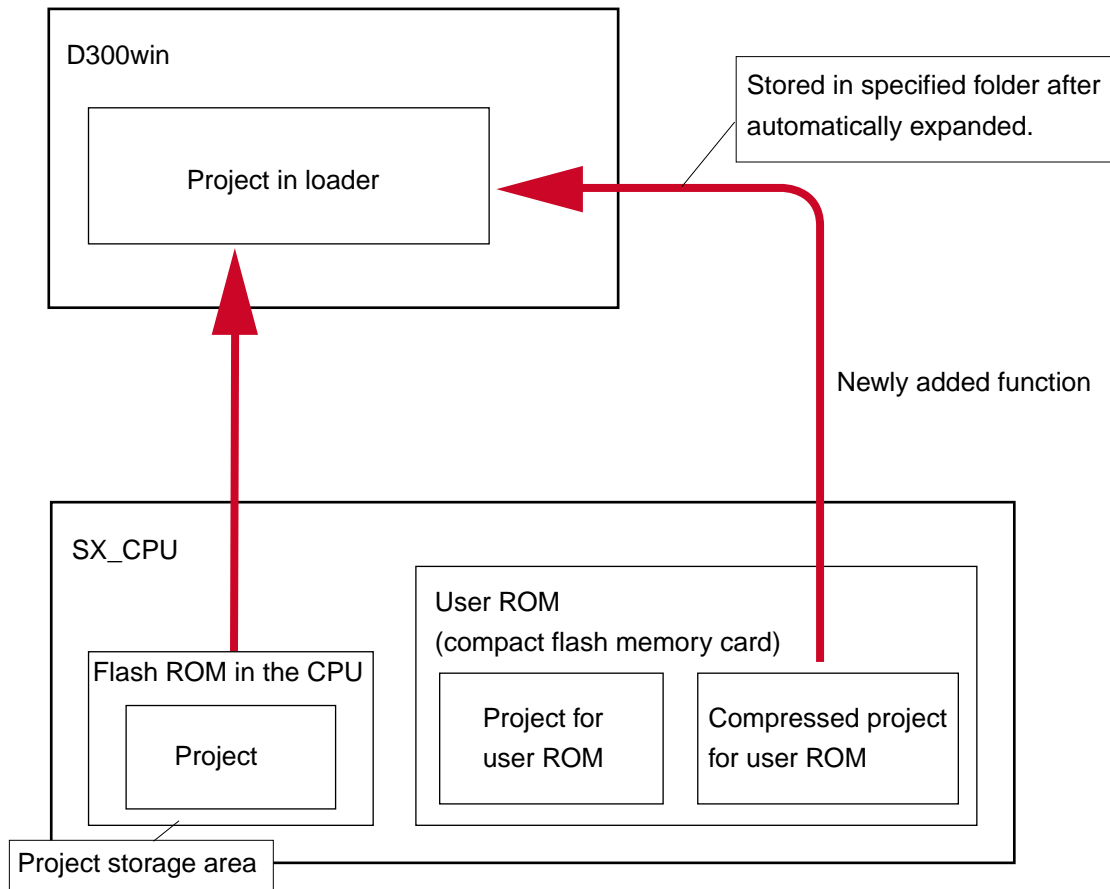 D300win
Project in loader
Stored in specified folder after
automatically expanded.
Newly added function
SX_CPU
User ROM
(compact flash memory card)
Flash ROM in the CPU
Project
Project for
user ROM
Compressed project
for user ROM
Project storage area